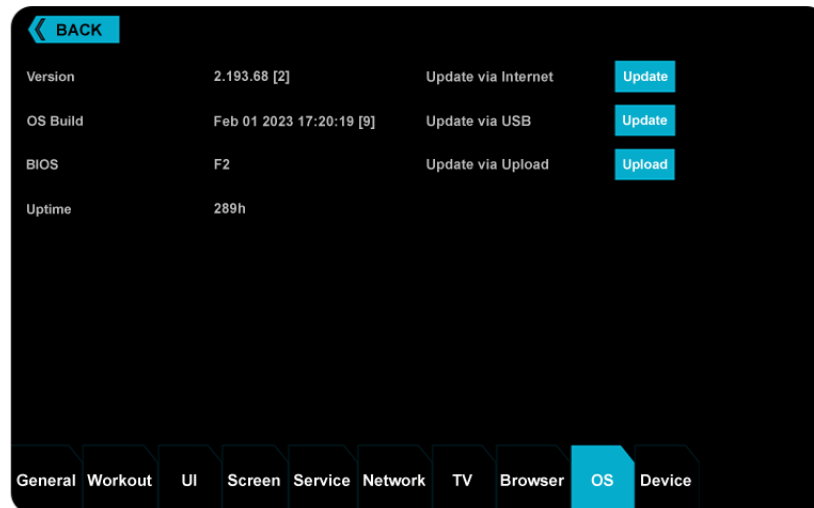 BACK
Version 2.193.68 [2] Update via Internet Update
OS Build Feb 01 2023 17:20:19 [9] Update via USB Update
BIOS F2 Update via Upload Upload
Uptime 289h
General Workout UI Screen Service Network TV Browser OS Device